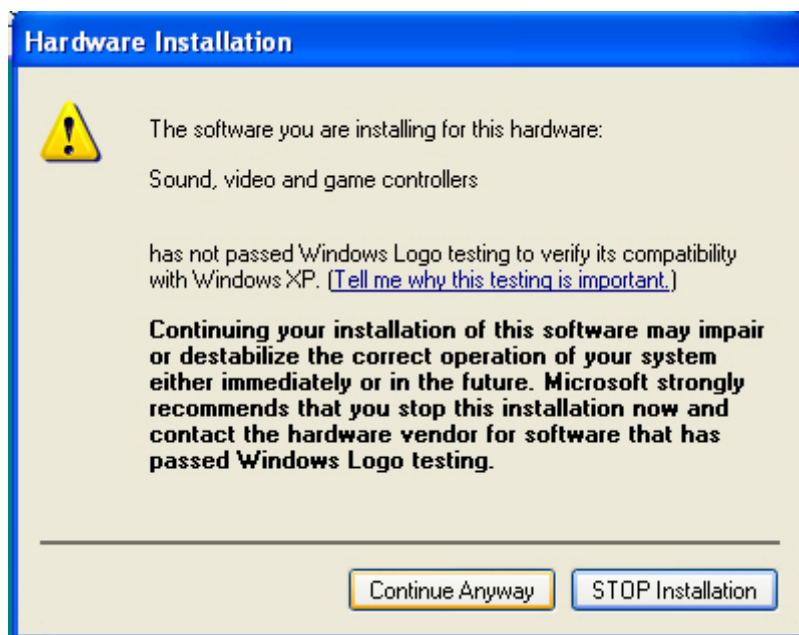 Hardware Installation
The software you are installing for this hardware:
Sound, video and game controllers
has not passed Windows Logo testing to verify its compatibility
with Windows XP. (Tell me why this testing is important.)
Continuing your installation of this software may impair
or destabilize the correct operation of your system
either immediately or in the future. Microsoft strongly
recommends that you stop this installation now and
contact the hardware vendor for software that has
passed Windows Logo testing.
Continue Anyway
STOP Installation